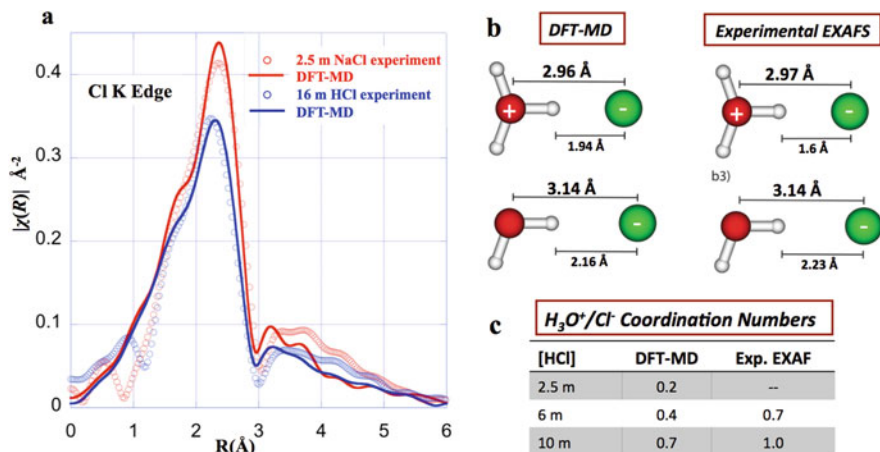 a
0.4
0.3
0.2
0.1
0
|χ(R)| Å-2
Cl K Edge
2.5 m NaCl experiment
DFT-MD
16 m HCl experiment
DFT-MD
0 1 2 3 4 5 6
R(Å)
b
DFT-MD
Experimental EXAFS
2.96 Å
2.97 Å
+ -
+ -
1.94 Å
1.6 Å
b3)
3.14 Å
3.14 Å
-
-
2.16 Å
2.23 Å
c
H3O+/Cl- Coordination Numbers
[HCl] DFT-MD Exp. EXAF
2.5 m 0.2 --
6 m 0.4 0.7
10 m 0.7 1.0